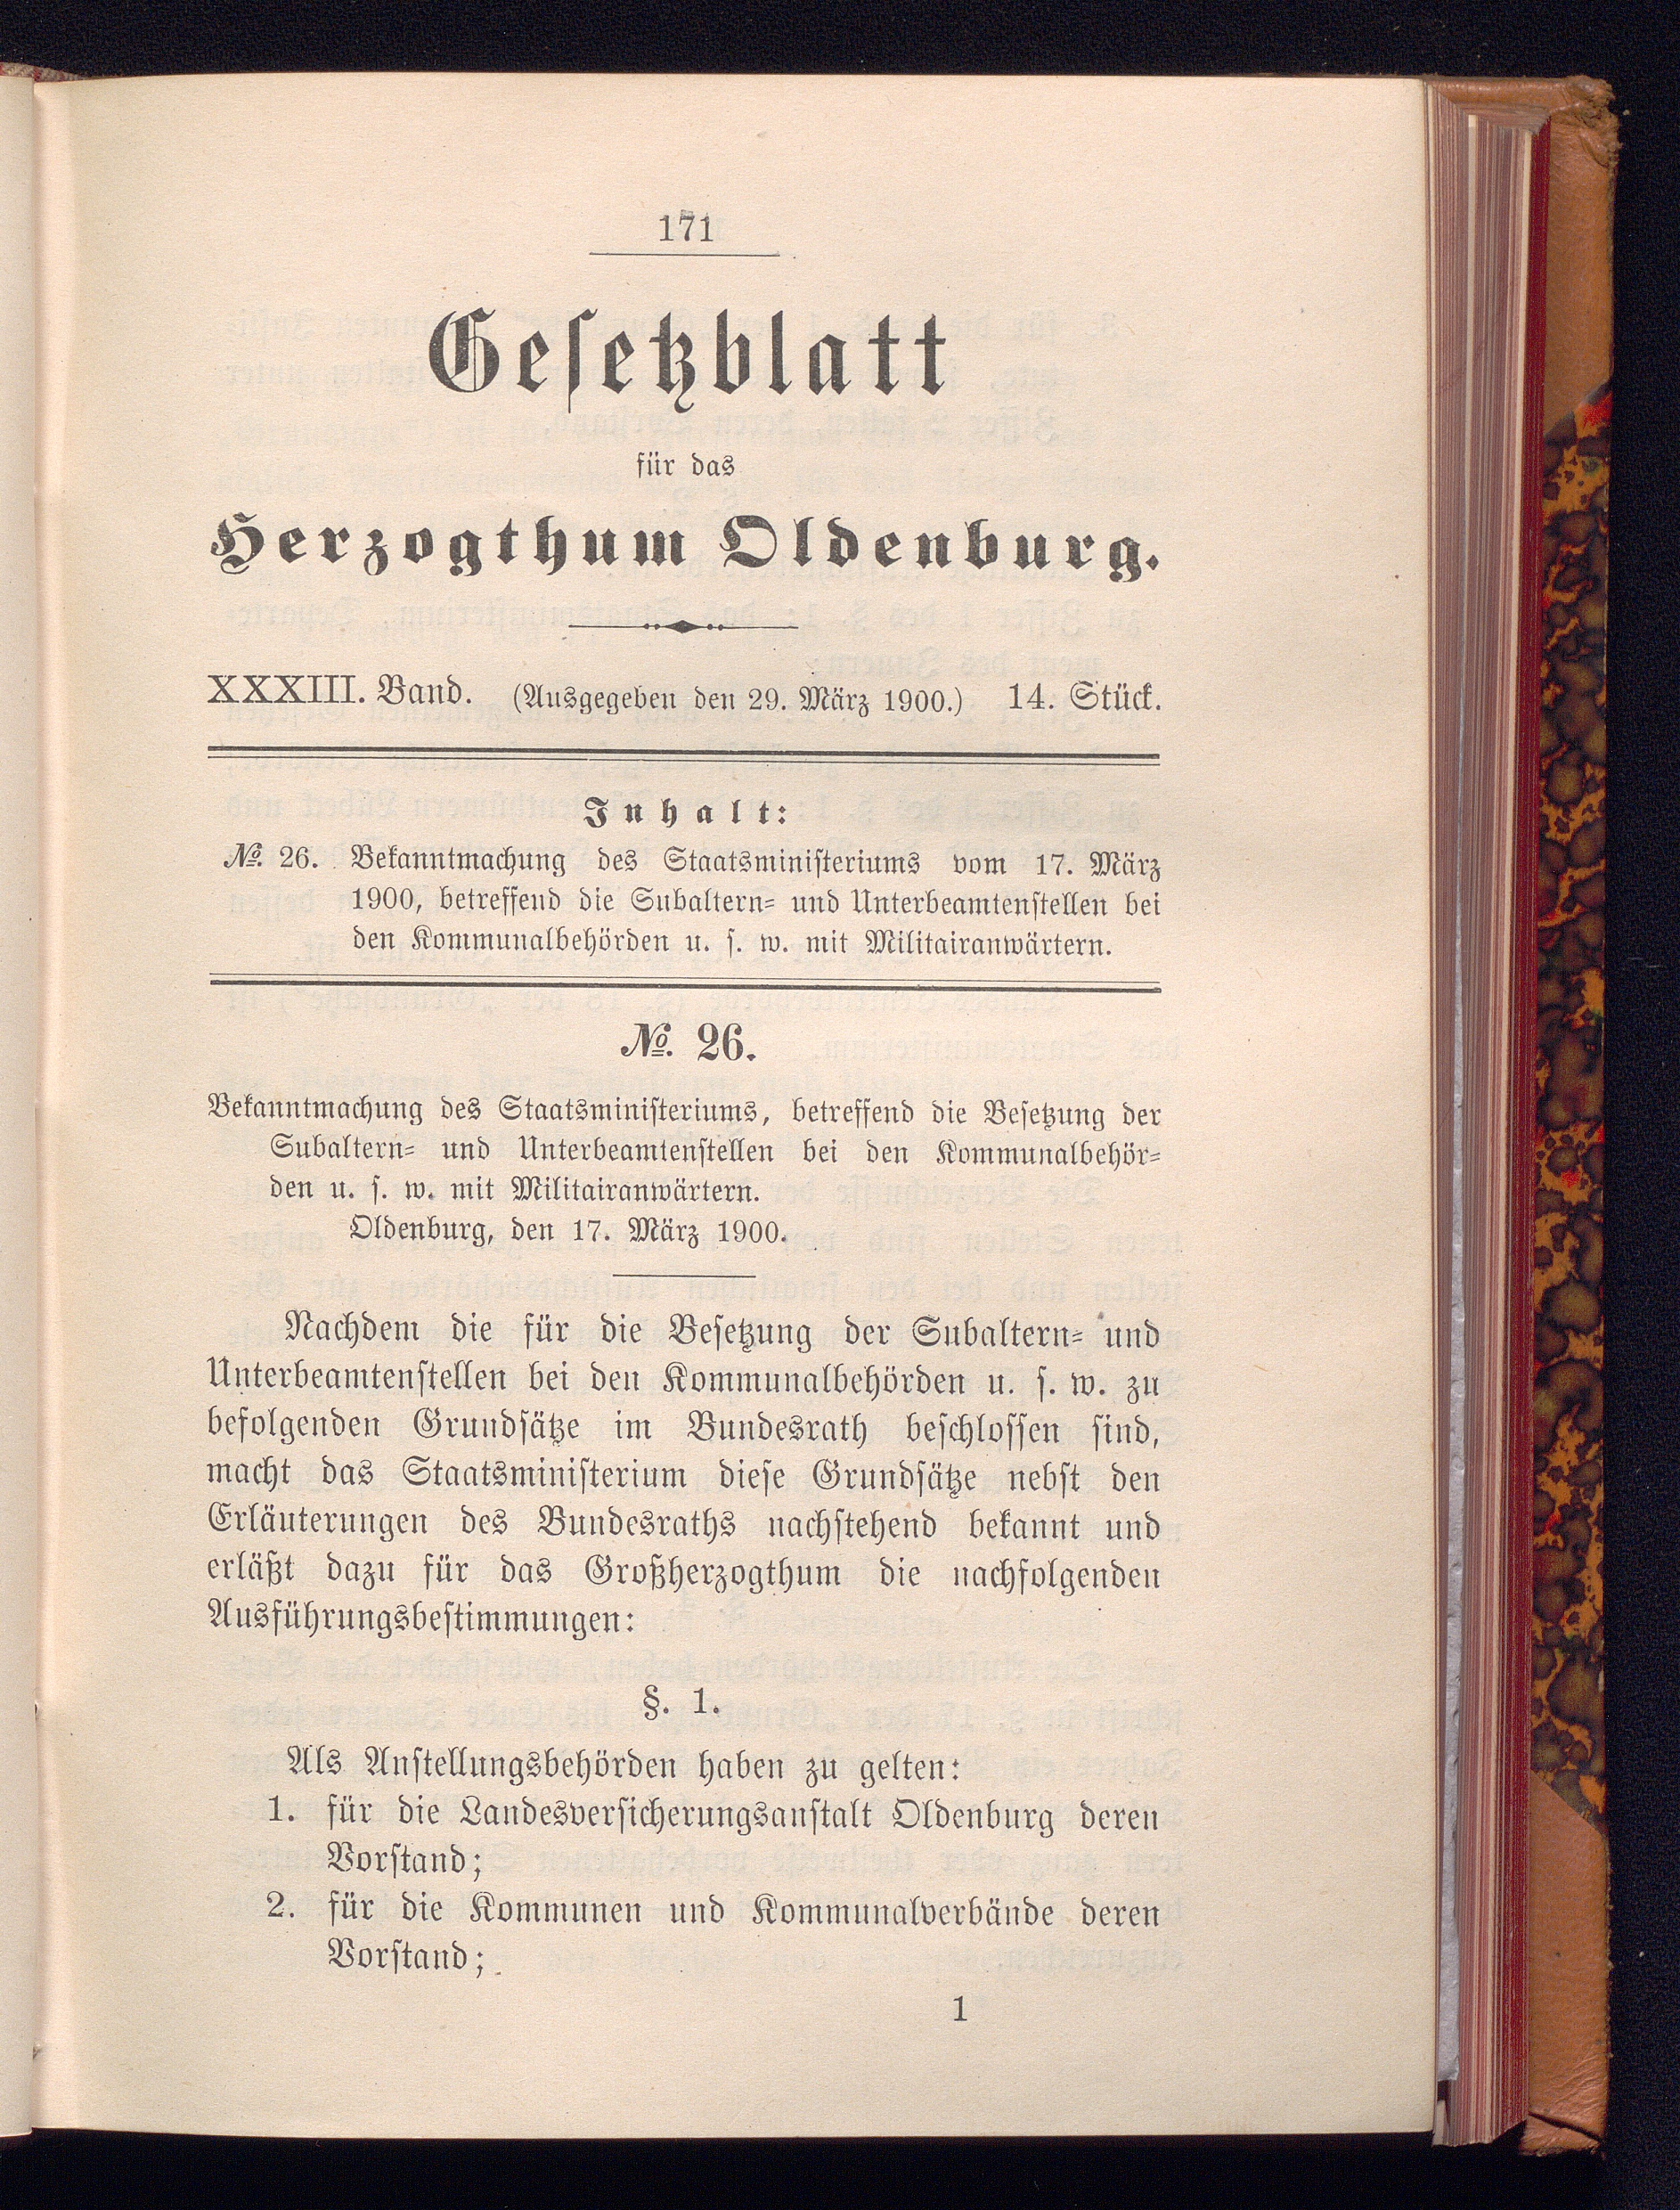 171
Gesetzblatt
für das
Herzogthum Oldenburg.
XXXIII. Band. (Ausgegeben den 29. März 1900.) 14. Stück.
Inhalt:
№. 26. Bekanntmachung des Staatsministeriums vom 17. März
1900, betreffend die Subaltern- und Unterbeamtenstellen bei
den Kommunalbehörden u. s. w. mit Militairanwärtern.
№. 26.
Bekanntmachung des Staatsministeriums, betreffend die Besetzung der
Subaltern- und Unterbeamtenstellen bei den Kommunalbehör-
den u. s. w. mit Militairanwärtern.
Oldenburg, den 17. März 1900.
Nachdem die für die Besetzung der Subaltern- und
Unterbeamtenstellen bei den Kommunalbehörden u. s. w. zu
befolgenden Grundsätze im Bundesrath beschlossen sind,
macht das Staatsministerium diese Grundsätze nebst den
Erläuterungen des Bundesraths nachstehend bekannt und
erläßt dazu für das Großherzogthum die nachfolgenden
Ausführungsbestimmungen:
§. 1.
Als Anstellungsbehörden haben zu gelten:
1. für die Landesversicherungsanstalt Oldenburg deren
Vorstand;
2. für die Kommunen und Kommunalverbände deren
Vorstand;
1